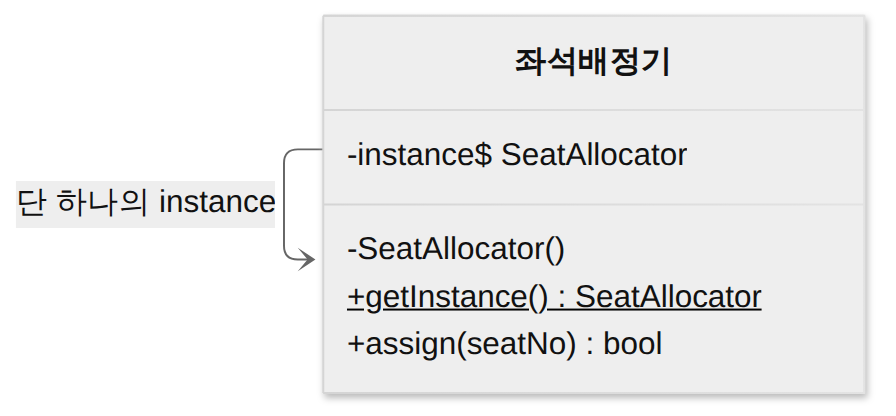 좌석배정기
-instance$ SeatAllocator
단 하나의 instance
-SeatAllocator()
+getInstance() : SeatAllocator
+assign(seatNo) : bool